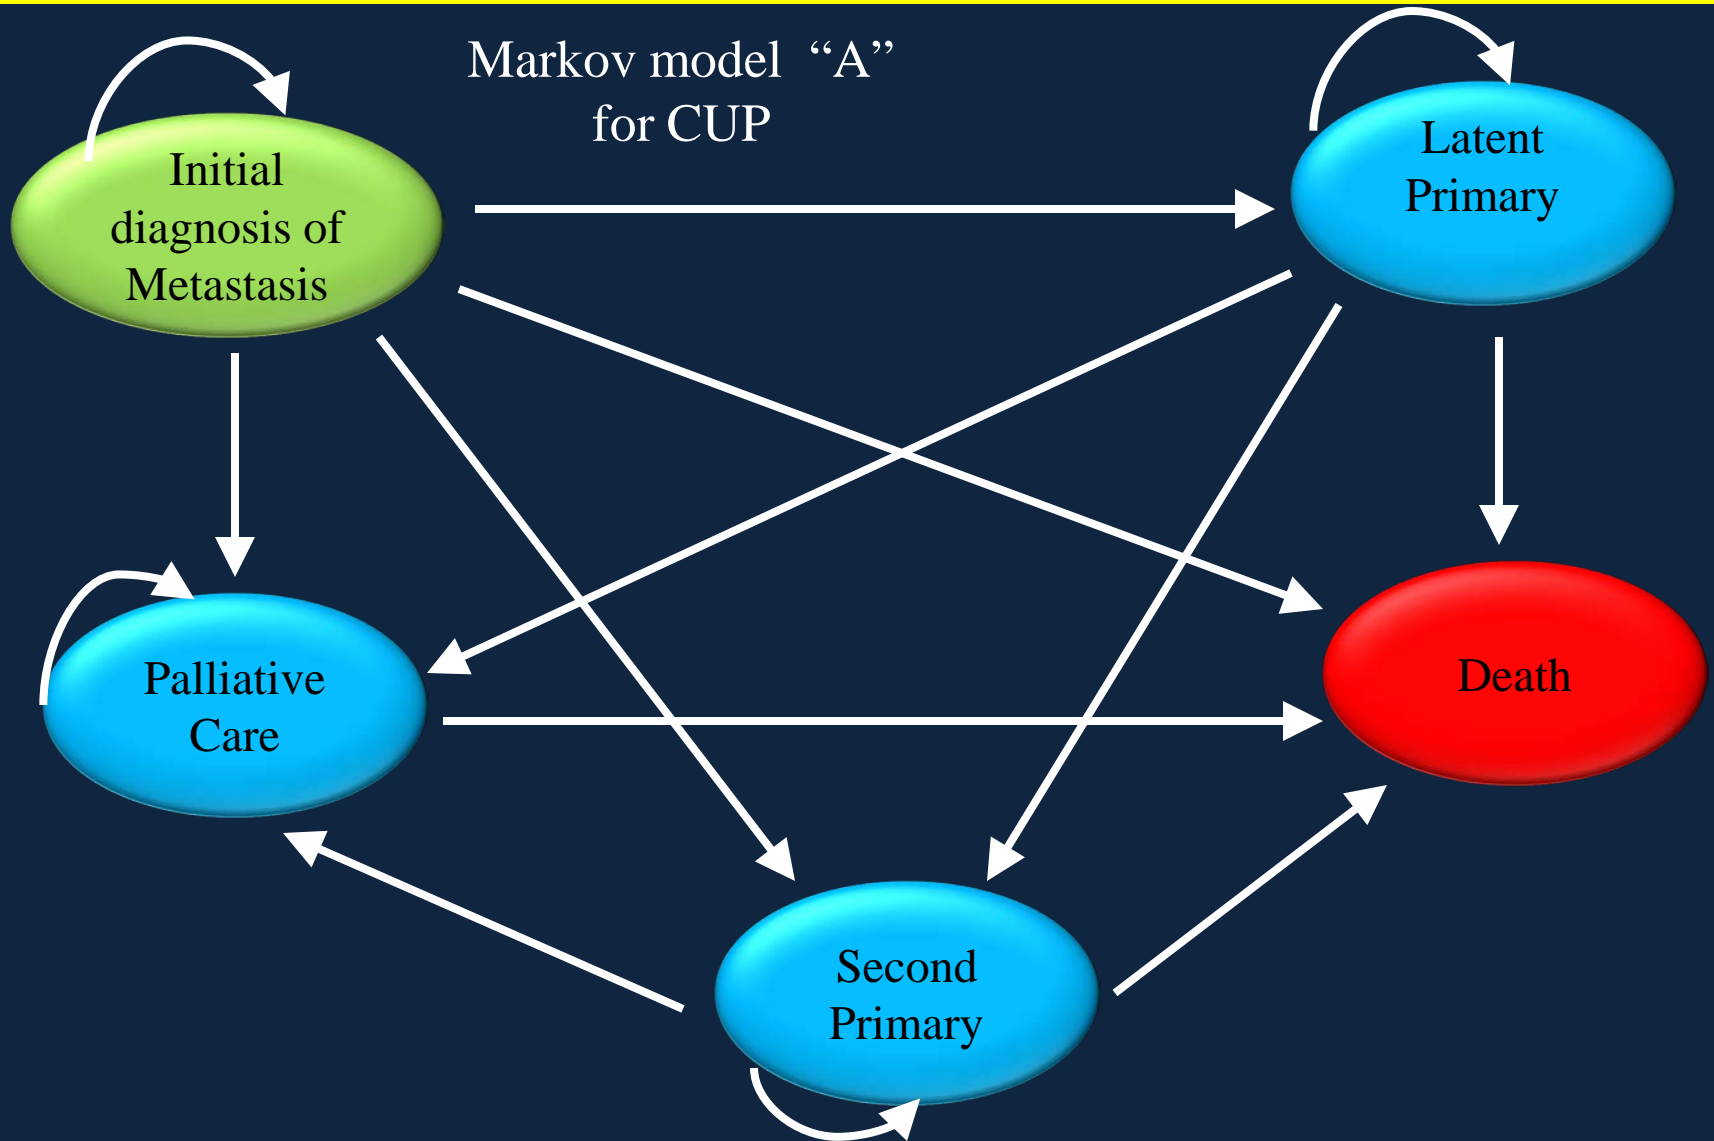 Markov model “A”
for CUP
Initial
diagnosis of
Metastasis
Latent
Primary
Palliative
Care
Death
Second
Primary